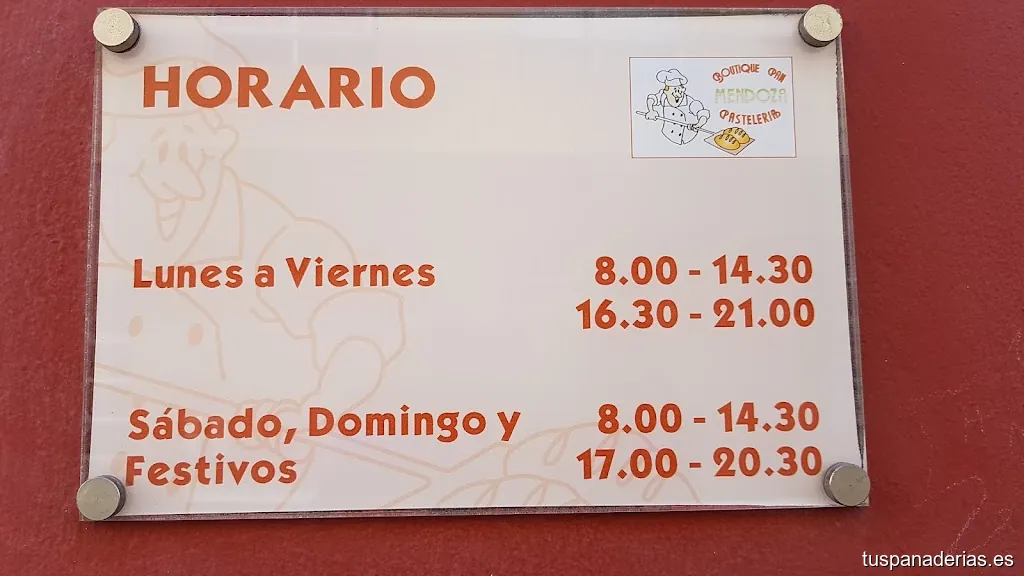 HORARIO
BOUTIQUE PAN
MENDOZA
PASTELERIA
Lunes a Viernes 8.00 - 14.30
16.30 - 21.00
Sábado, Domingo y 8.00 - 14.30
Festivos 17.00 - 20.30
tuspanaderias.es